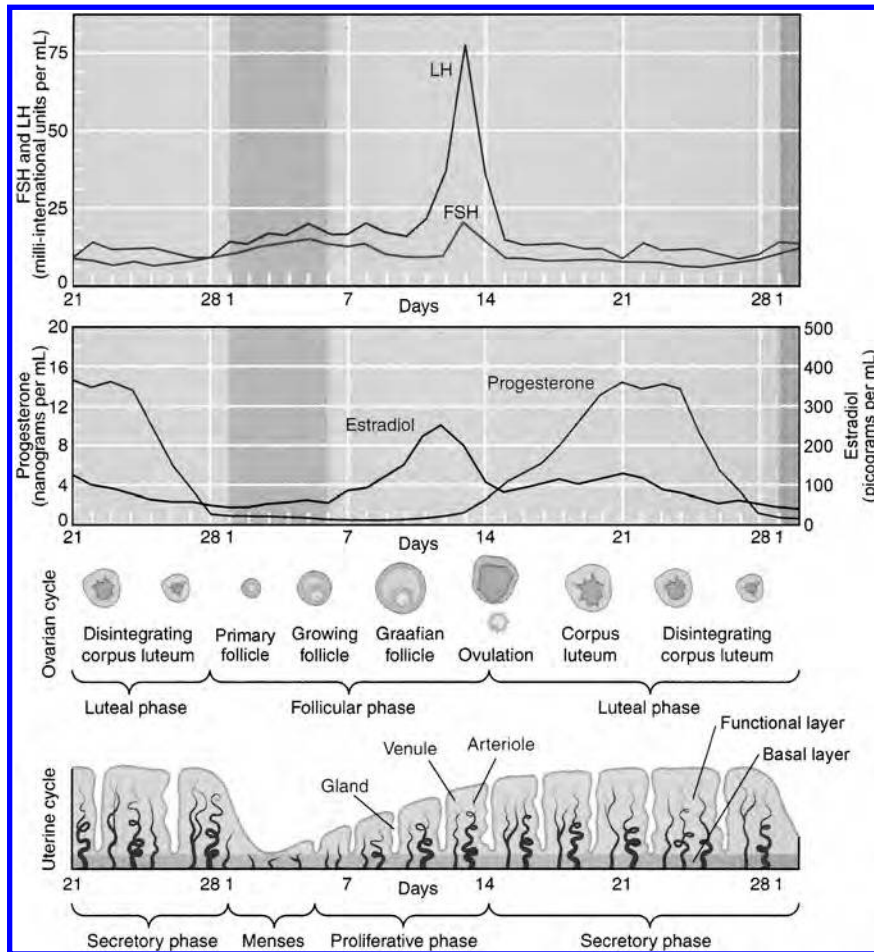 FSH and LH
(milli-international units per mL)
75
50
25
0
LH
FSH
21
28 1
7
14
21
28 1
Days
Progesterone
(nanograms per mL)
20
16
12
8
4
0
Estradiol
Progesterone
500
400
300
200
100
0
Estradiol
(picograms per mL)
21
28 1
7
14
21
28 1
Days
Ovarian cycle
Disintegrating
corpus luteum
Primary
follicle
Growing
follicle
Graafian
follicle
Ovulation
Corpus
luteum
Disintegrating
corpus luteum
Luteal phase
Follicular phase
Luteal phase
Uterine cycle
Gland
Venule
Arteriole
Functional layer
Basal layer
21
28 1
7
Days
14
21
28 1
Secretory phase
Menses
Proliferative phase
Secretory phase